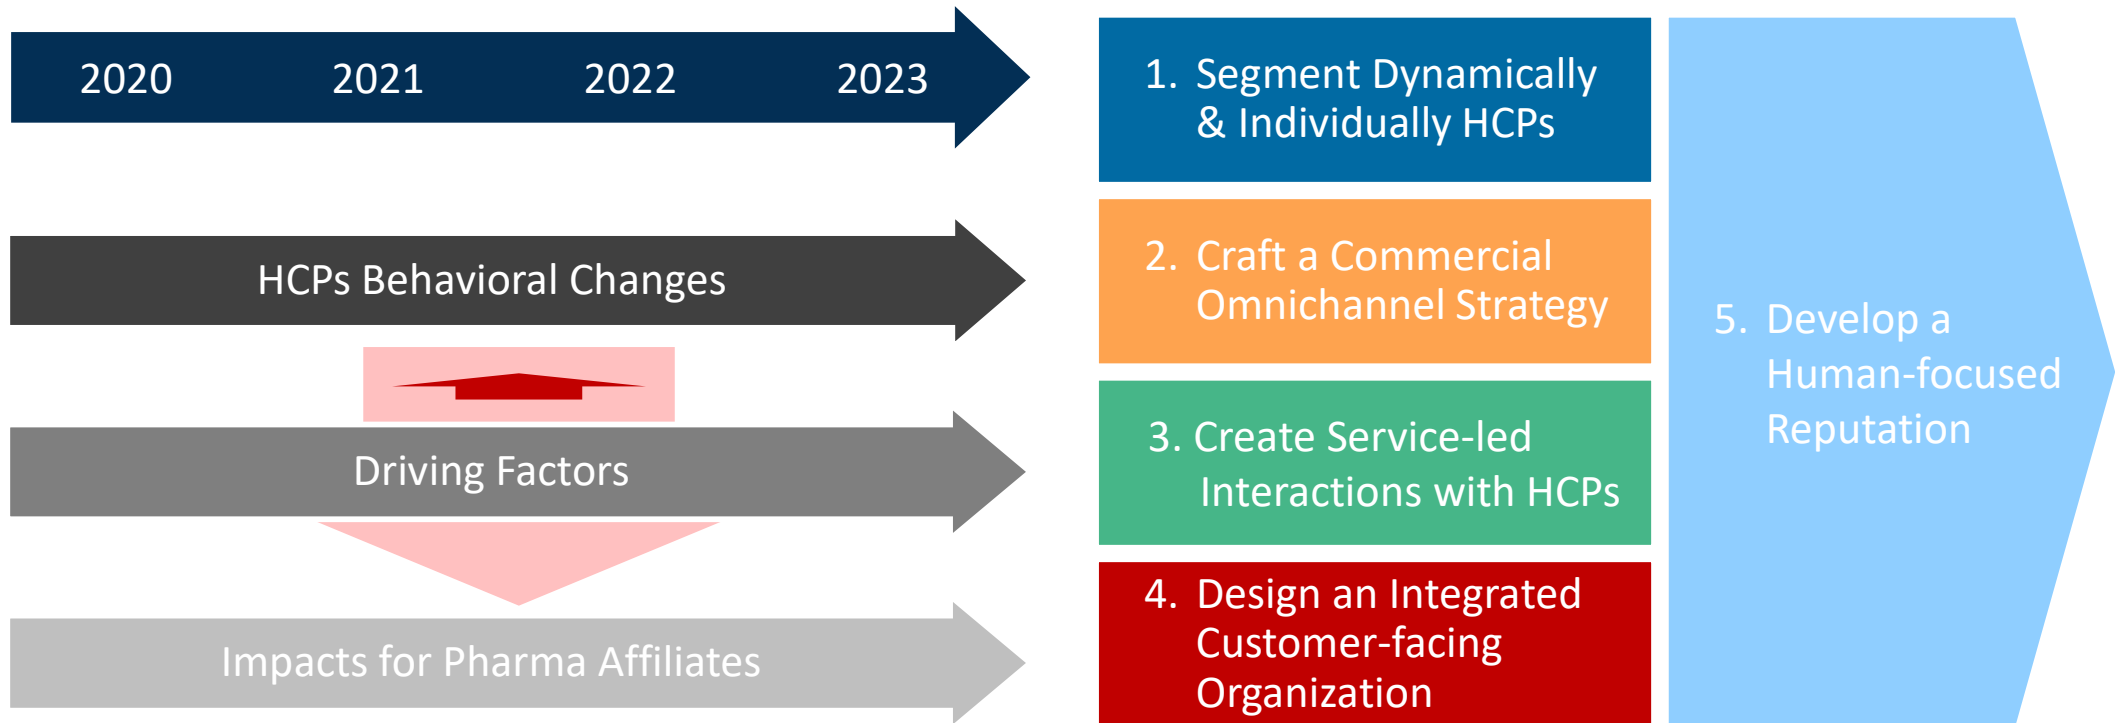 2020 2021 2022 2023
HCPs Behavioral Changes
Driving Factors
Impacts for Pharma Affiliates
1. Segment Dynamically
& Individually HCPs
2. Craft a Commercial
Omnichannel Strategy
3. Create Service-led
Interactions with HCPs
4. Design an Integrated
Customer-facing
Organization
5. Develop a
Human-focused
Reputation